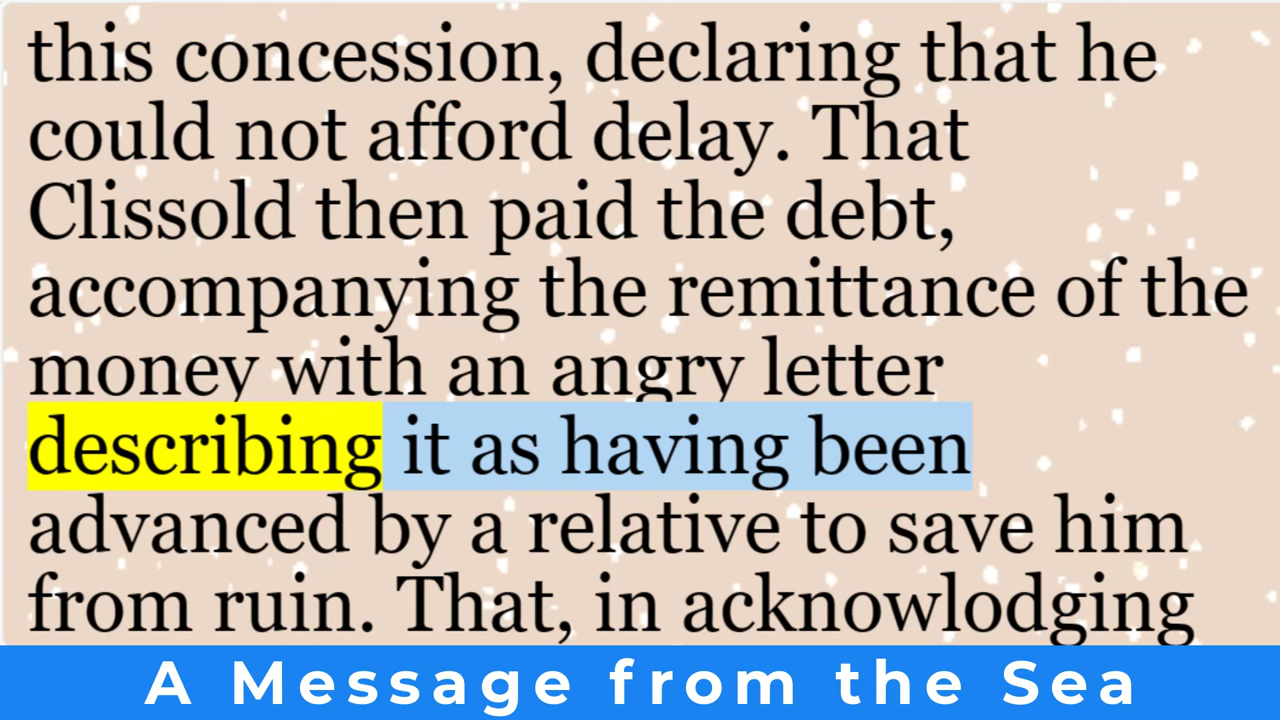 this concession, declaring that he
could not afford delay. That
Clissold then paid the debt,
accompanying the remittance of the
money with an angry letter
describing it as having been
advanced by a relative to save him
from ruin. That, in acknowlodging
A Message from the Sea